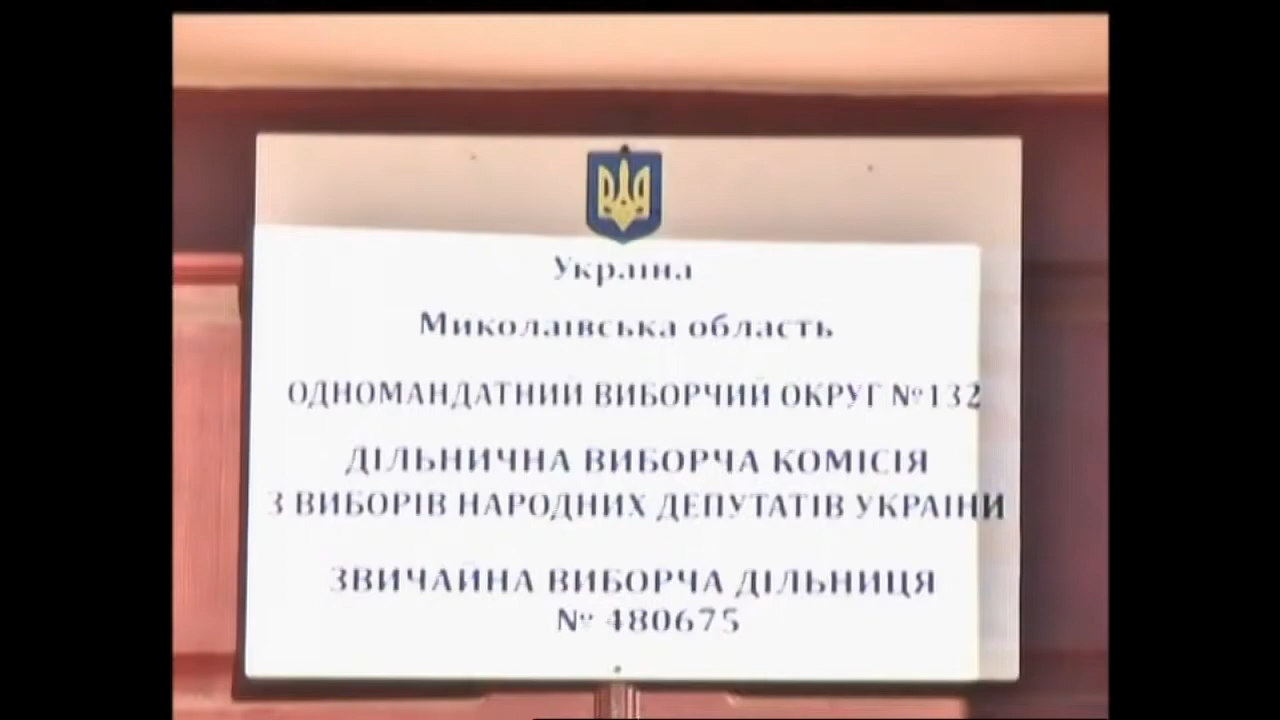 Україна
Миколаївська область
ОДНОМАНДАТНИЙ ВИБОРЧИЙ ОКРУГ №132
ДІЛЬНИЧНА ВИБОРЧА КОМІСІЯ
З ВИБОРІВ НАРОДНИХ ДЕПУТАТІВ УКРАЇНИ
ЗВИЧАЙНА ВИБОРЧА ДІЛЬНИЦЯ
№ 480675